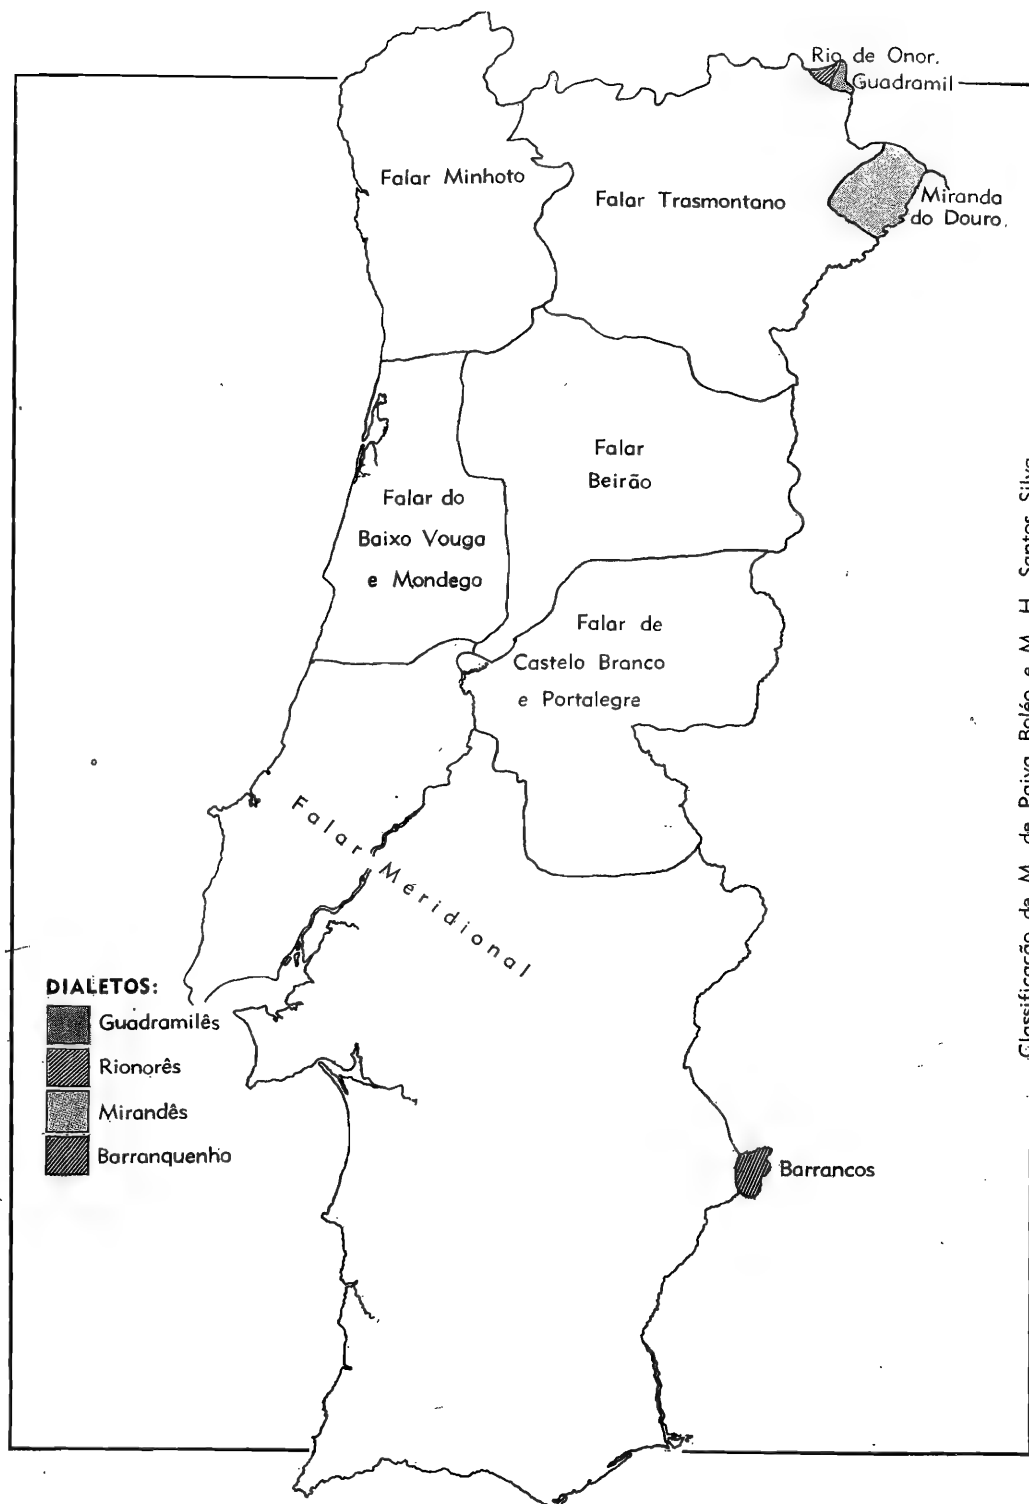 Rio de Onor.
Guadramil
Falar Minhoto
Falar Trasmontano
Miranda
do Douro.
Falar
Beirão
Falar do
Baixo Vouga
e Mondego
Falar de
Castelo Branco
e Portalegre
Falar Méridional
DIALETOS:
Guadramilês
Rionorês
Mirandês
Barranquenho
Barrancos
Classificação de M. de Paiva Boléo e M. H. Santos Silva